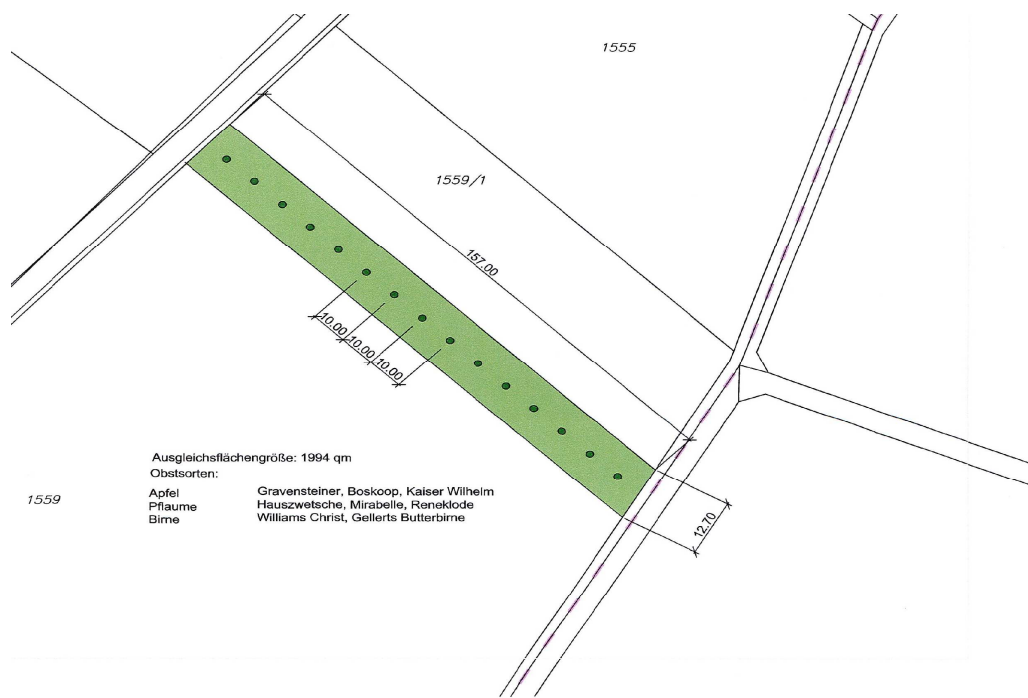 1555
1559/1
157.00
10.00
10.00
10.00
Ausgleichsflächengröße: 1994 qm
Obstsorten:
Apfel Gravensteiner, Boskoop, Kaiser Wilhelm
Pflaume Hauszwetsche, Mirabelle, Reneklode
Birne Williams Christ, Gellerts Butterbirne
1559
12.70